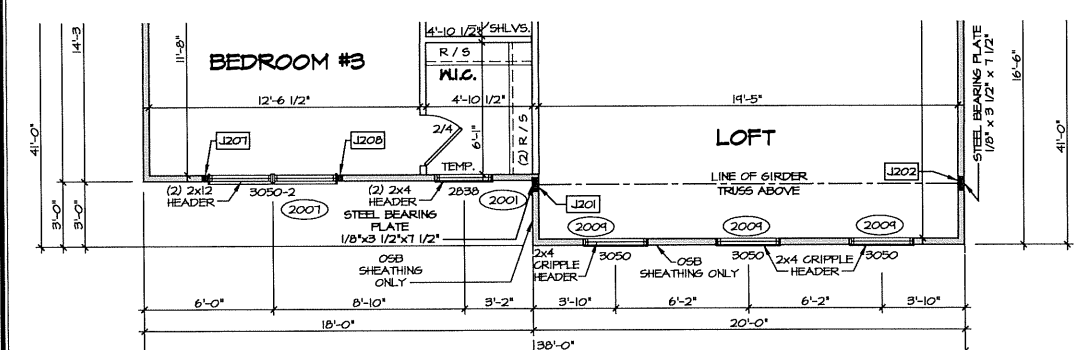 4'-10 1/2"
SHLVS.
R / S
W.I.C.
14'-3
11'-8"
BEDROOM #3
12'-6 1/2"
4'-10 1/2"
19'-5"
2/4
6'-1"
(2) R / S
TEMP.
LOFT
LINE OF GIRDER
TRUSS ABOVE
J207
J208
J201
J202
STEEL BEARING PLATE
1/8" x 3 1/2" x 7 1/2"
16'-6"
41'-0"
41'-0"
3'-0"
3'-0"
(2) 2x12
HEADER
3050-2
2007
(2) 2x4
HEADER
2838
2001
STEEL BEARING
PLATE
1/8"x3 1/2"x7 1/2"
OSB
SHEATHING
ONLY
2009
2009
2009
2x4
CRIPPLE
HEADER
3050
OSB
SHEATHING ONLY
3050
2x4 CRIPPLE
HEADER
3050
6'-0"
8'-10"
3'-2"
3'-10"
6'-2"
6'-2"
3'-10"
18'-0"
20'-0"
38'-0"